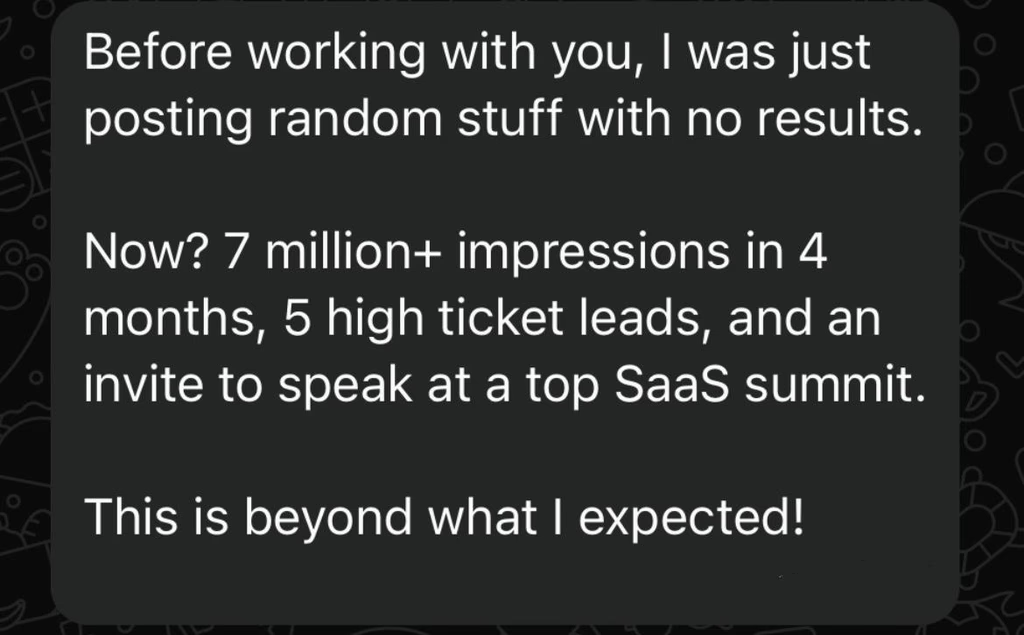 Before working with you, I was just
posting random stuff with no results.
Now? 7 million+ impressions in 4
months, 5 high ticket leads, and an
invite to speak at a top SaaS summit.
This is beyond what I expected!